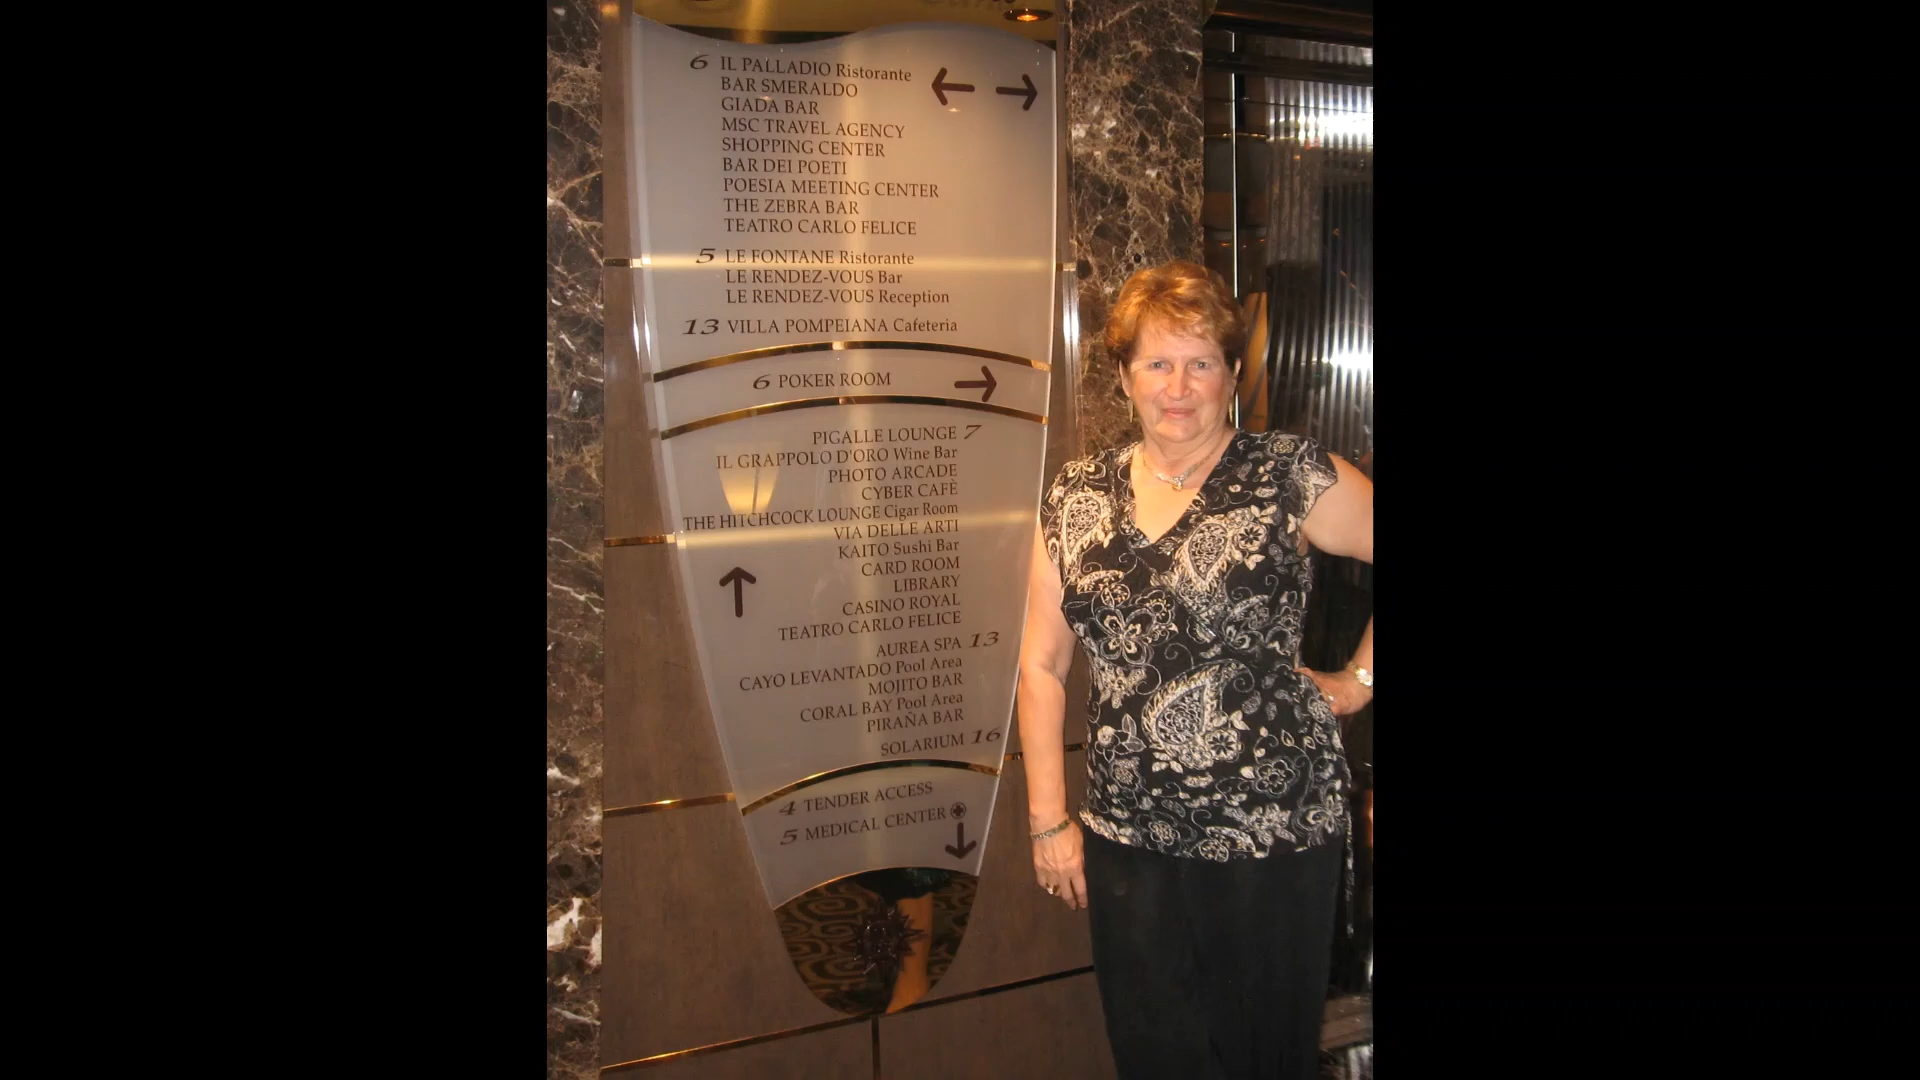 6 IL PALLADIO Ristorante
BAR SMERALDO
GIADA BAR
MSC TRAVEL AGENCY
SHOPPING CENTER
BAR DEI POETI
POESIA MEETING CENTER
THE ZEBRA BAR
TEATRO CARLO FELICE
5 LE FONTANE Ristorante
LE RENDEZ-VOUS Bar
LE RENDEZ-VOUS Reception
13 VILLA POMPEIANA Cafeteria
6 POKER ROOM
PIGALLE LOUNGE 7
IL GRAPPOLO D'ORO Wine Bar
PHOTO ARCADE
CYBER CAFÈ
THE HITCHCOCK LOUNGE Cigar Room
VIA DELLE ARTI
KAITO Sushi Bar
CARD ROOM
LIBRARY
CASINO ROYAL
TEATRO CARLO FELICE
AUREA SPA 13
CAYO LEVANTADO Pool Area
MOJITO BAR
CORAL BAY Pool Area
PIRAÑA BAR
SOLARIUM 16
4 TENDER ACCESS
5 MEDICAL CENTER